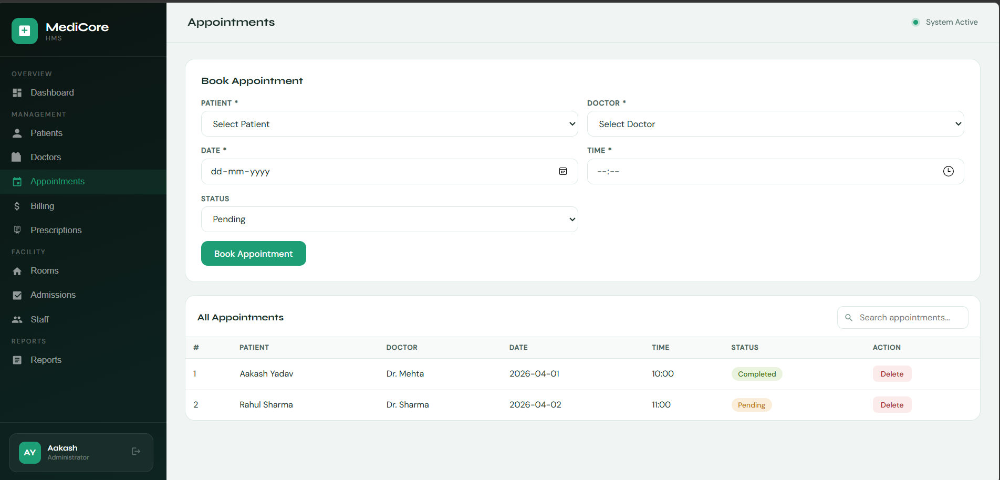 MediCore
HMS
OVERVIEW
Dashboard
MANAGEMENT
Patients
Doctors
Appointments
Billing
Prescriptions
FACILITY
Rooms
Admissions
Staff
REPORTS
Reports
AY
Aakash
Administrator
Appointments
System Active
Book Appointment
PATIENT * DOCTOR *
Select Patient Select Doctor
DATE * TIME *
dd-mm-yyyy --:--
STATUS
Pending
Book Appointment
All Appointments Search appointments...
# PATIENT DOCTOR DATE TIME STATUS ACTION
1 Aakash Yadav Dr. Mehta 2026-04-01 10:00 Completed Delete
2 Rahul Sharma Dr. Sharma 2026-04-02 11:00 Pending Delete